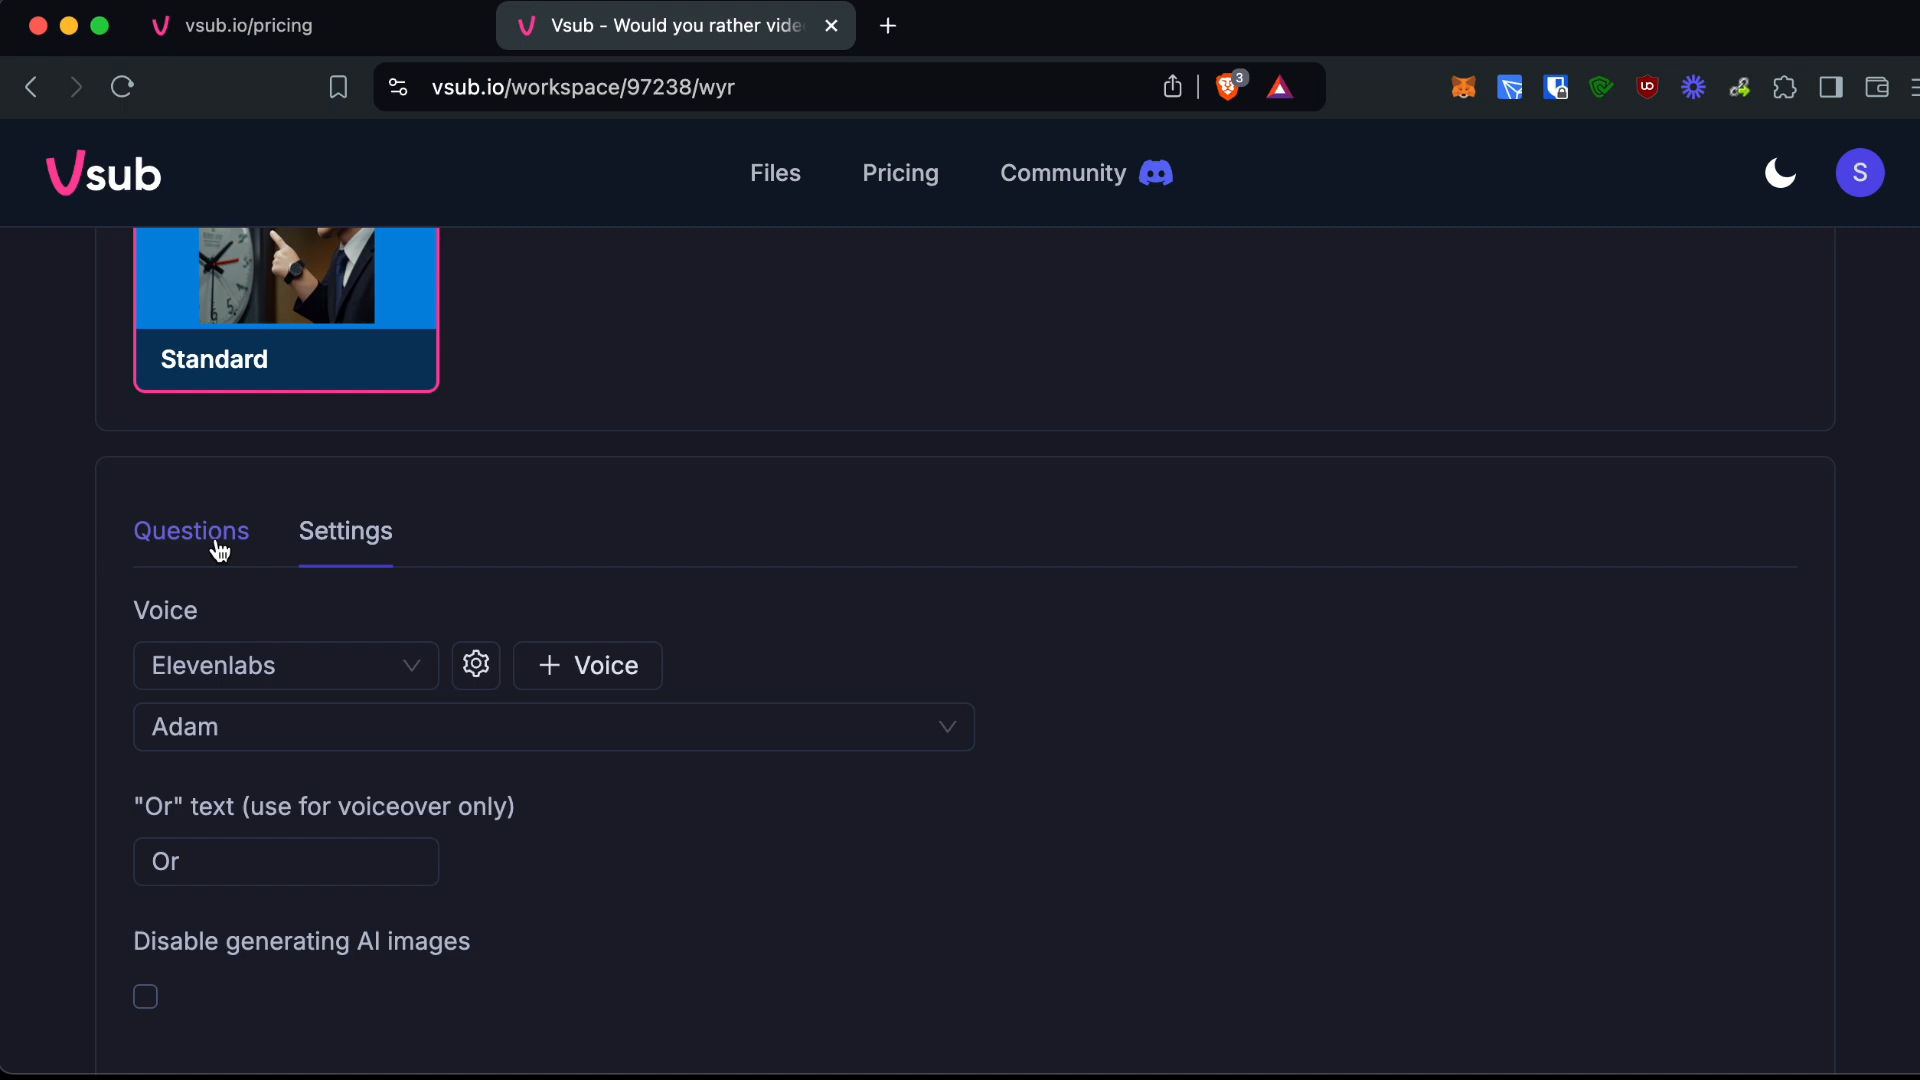 vsub.io/pricing
Vsub - Would you rather vide
vsub.io/workspace/97238/wyr
3
Vsub
Files
Pricing
Community
S
Standard
Questions
Settings
Voice
Elevenlabs
+ Voice
Adam
"Or" text (use for voiceover only)
Or
Disable generating AI images